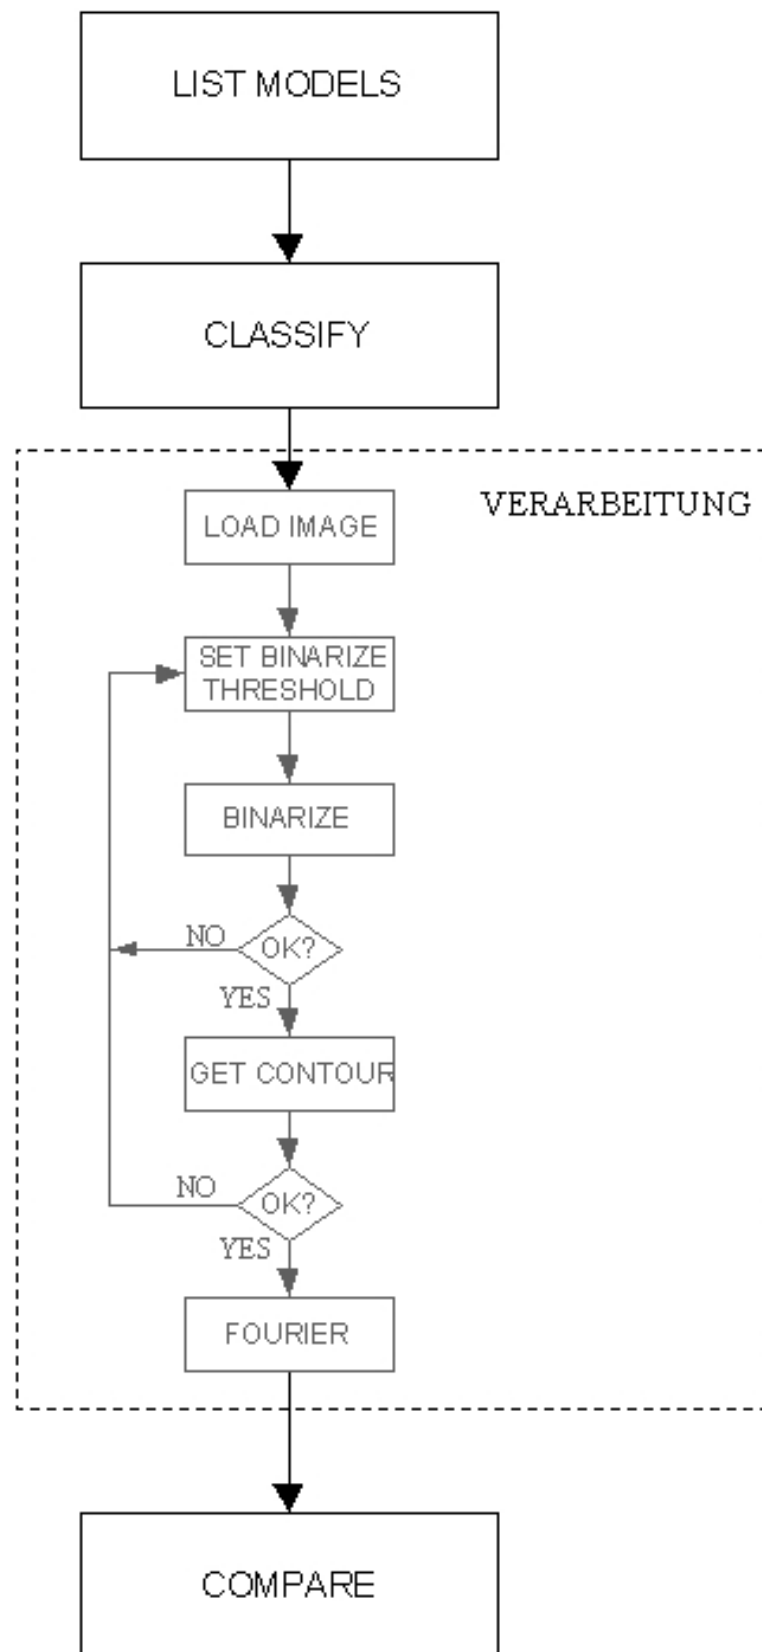 LIST MODELS
CLASSIFY
VERARBEITUNG
LOAD IMAGE
SET BINARIZE
THRESHOLD
BINARIZE
NO
OK?
YES
GET CONTOUR
NO
OK?
YES
FOURIER
COMPARE